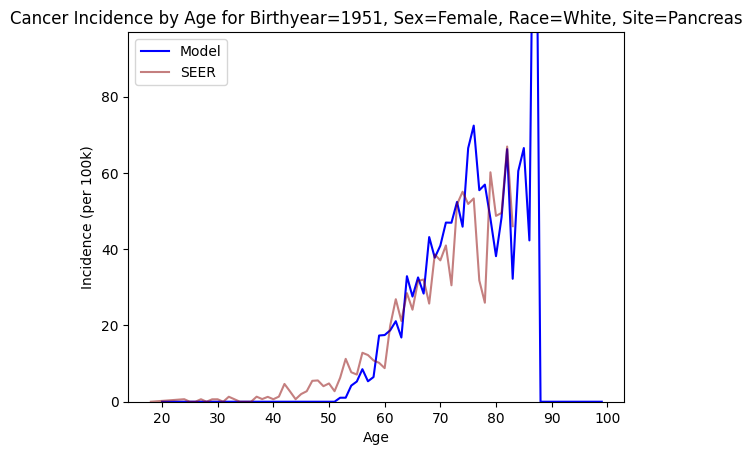 Cancer Incidence by Age for Birthyear=1951, Sex=Female, Race=White, Site=Pancreas
Model
SEER
80
60
40
20
0
Incidence (per 100k)
20 30 40 50 60 70 80 90 100
Age